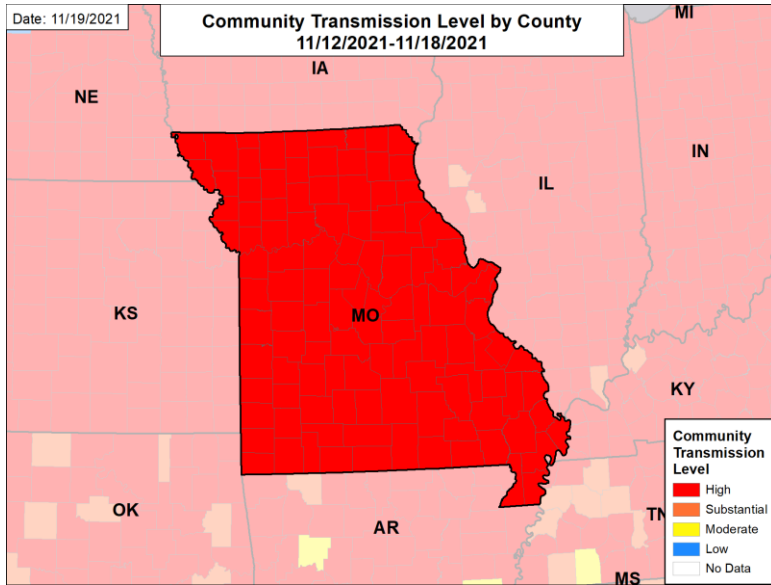 Date: 11/19/2021
Community Transmission Level by County
11/12/2021-11/18/2021
MI
IA
NE
IN
IL
KS
MO
KY
Community
Transmission
Level
High
Substantial
Moderate
Low
No Data
OK
AR
TN
MS